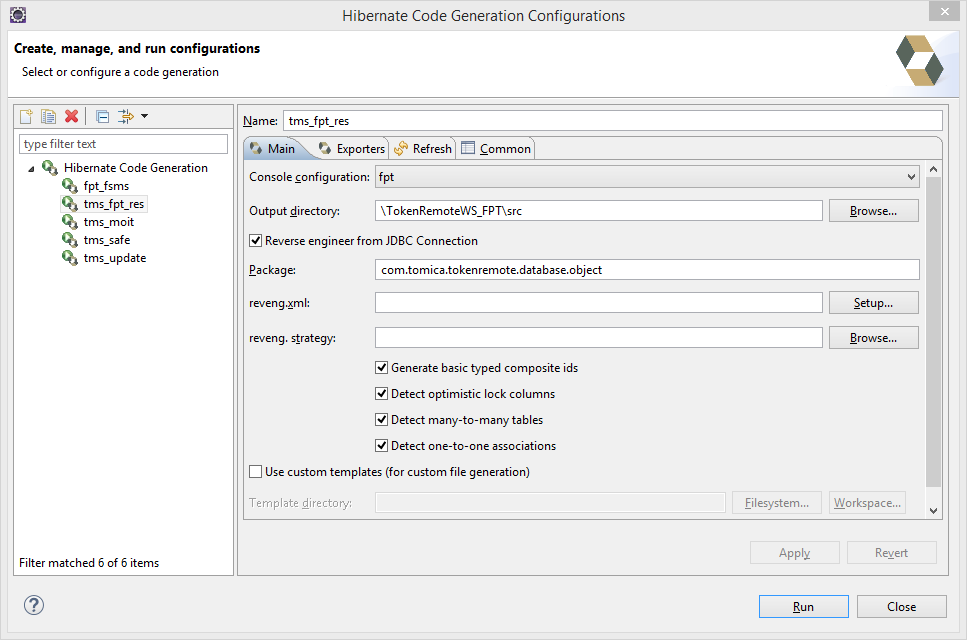 Hibernate Code Generation Configurations
Create, manage, and run configurations
Select or configure a code generation
type filter text
Hibernate Code Generation
fpt_fsms
tms_fpt_res
tms_moit
tms_safe
tms_update
Filter matched 6 of 6 items
Name: tms_fpt_res
Main Exporters Refresh Common
Console configuration: fpt
Output directory: \TokenRemoteWS_FPT\src Browse...
Reverse engineer from JDBC Connection
Package: com.tomica.tokenremote.database.object
reveng.xml: Setup...
reveng. strategy: Browse...
Generate basic typed composite ids
Detect optimistic lock columns
Detect many-to-many tables
Detect one-to-one associations
Use custom templates (for custom file generation)
Template directory: Filesystem... Workspace...
Apply Revert
? Run Close